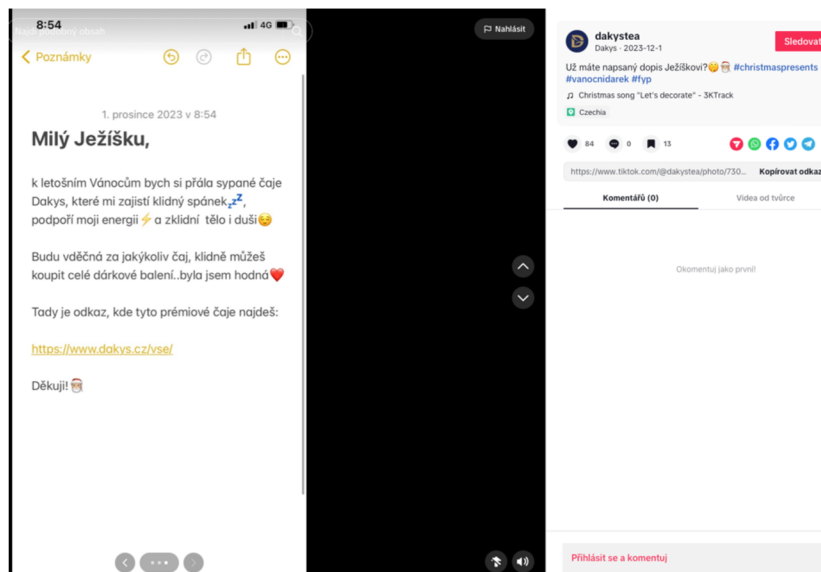 8:54
4G
Najít podobný obsah
Poznámky
1. prosince 2023 v 8:54
Milý Ježíšku,
k letošním Vánocům bych si přála sypané čaje
Dakys, které mi zajistí klidný spánek💤,
podpoří moji energii⚡a zklidní tělo i duši😌
Budu vděčná za jakýkoliv čaj, klidně můžeš
koupit celé dárkové balení..byla jsem hodná❤️
Tady je odkaz, kde tyto prémiové čaje najdeš:
https://www.dakys.cz/vse/
Děkuji!🎅🏼
Nahlásit
dakystea
Dakys · 2023-12-1
Sledovat
Už máte napsaný dopis Ježíškovi?🤫🎅🏼 #christmaspresents
#vanocnidarek #fyp
♫ Christmas song "Let's decorate" - 3KTrack
Czechia
84
0
13
https://www.tiktok.com/@dakystea/photo/730...
Kopírovat odkaz
Komentářů (0)
Videa od tvůrce
Okomentuj jako první!
Přihlásit se a komentuj